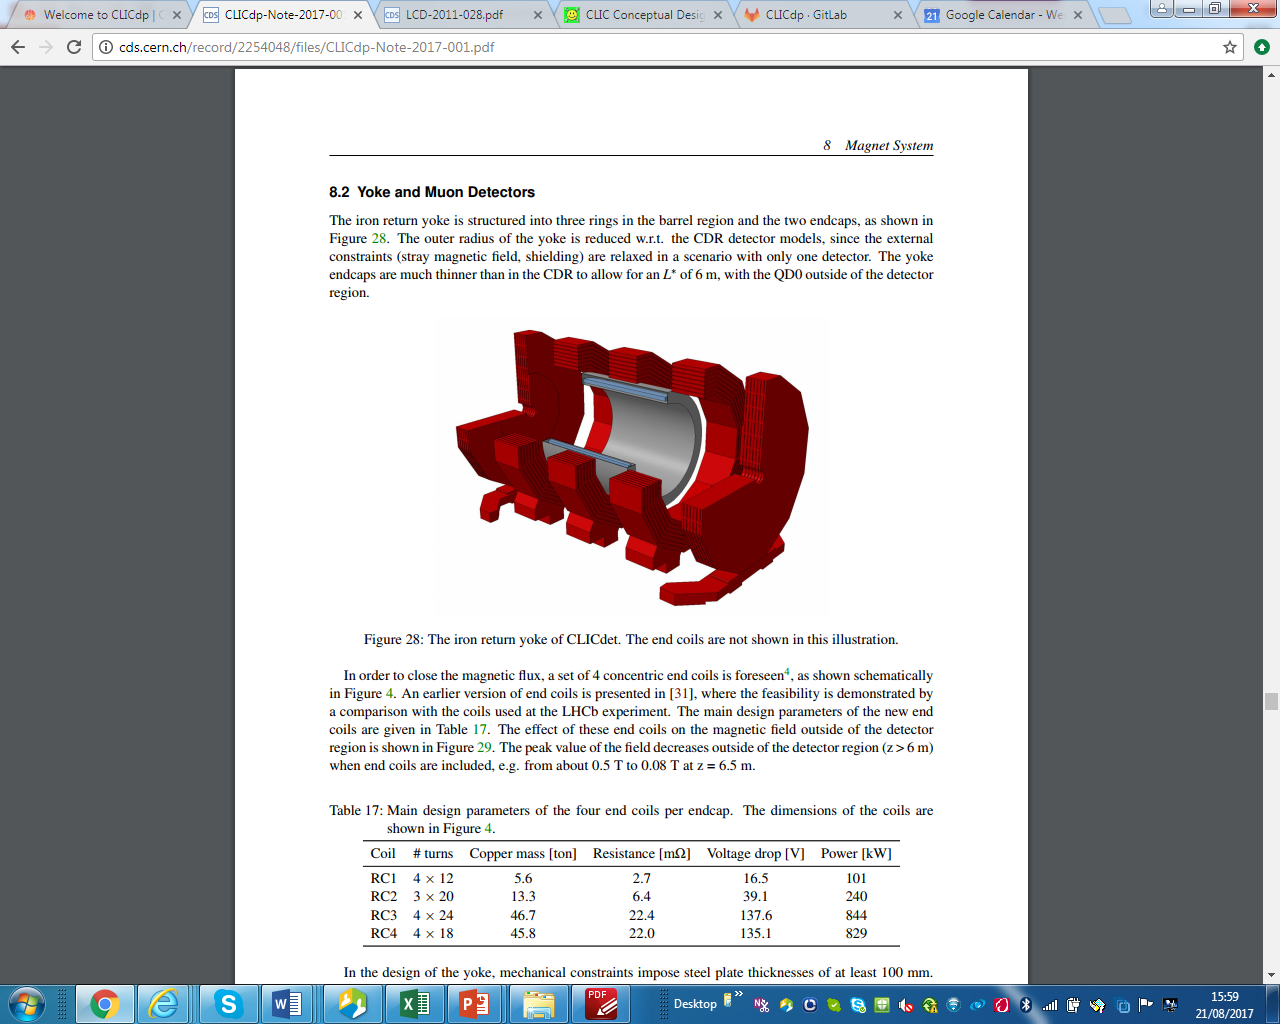 Welcome to CLICdp |
CLICdp-Note-2017-00
LCD-2011-028.pdf
CLIC Conceptual Desig
CLICdp · GitLab
Google Calendar - We
cds.cern.ch/record/2254048/files/CLICdp-Note-2017-001.pdf
8 Magnet System
8.2 Yoke and Muon Detectors
The iron return yoke is structured into three rings in the barrel region and the two endcaps, as shown in
Figure 28. The outer radius of the yoke is reduced w.r.t. the CDR detector models, since the external
constraints (stray magnetic field, shielding) are relaxed in a scenario with only one detector. The yoke
endcaps are much thinner than in the CDR to allow for an L* of 6 m, with the QD0 outside of the detector
region.
Figure 28: The iron return yoke of CLICdet. The end coils are not shown in this illustration.
In order to close the magnetic flux, a set of 4 concentric end coils is foreseen⁴, as shown schematically
in Figure 4. An earlier version of end coils is presented in [31], where the feasibility is demonstrated by
a comparison with the coils used at the LHCb experiment. The main design parameters of the new end
coils are given in Table 17. The effect of these end coils on the magnetic field outside of the detector
region is shown in Figure 29. The peak value of the field decreases outside of the detector region (z > 6 m)
when end coils are included, e.g. from about 0.5 T to 0.08 T at z = 6.5 m.
Table 17: Main design parameters of the four end coils per endcap. The dimensions of the coils are
shown in Figure 4.
Coil # turns Copper mass [ton] Resistance [mΩ] Voltage drop [V] Power [kW]
RC1 4 × 12 5.6 2.7 16.5 101
RC2 3 × 20 13.3 6.4 39.1 240
RC3 4 × 24 46.7 22.4 137.6 844
RC4 4 × 18 45.8 22.0 135.1 829
In the design of the yoke, mechanical constraints impose steel plate thicknesses of at least 100 mm.
Desktop
15:59
21/08/2017